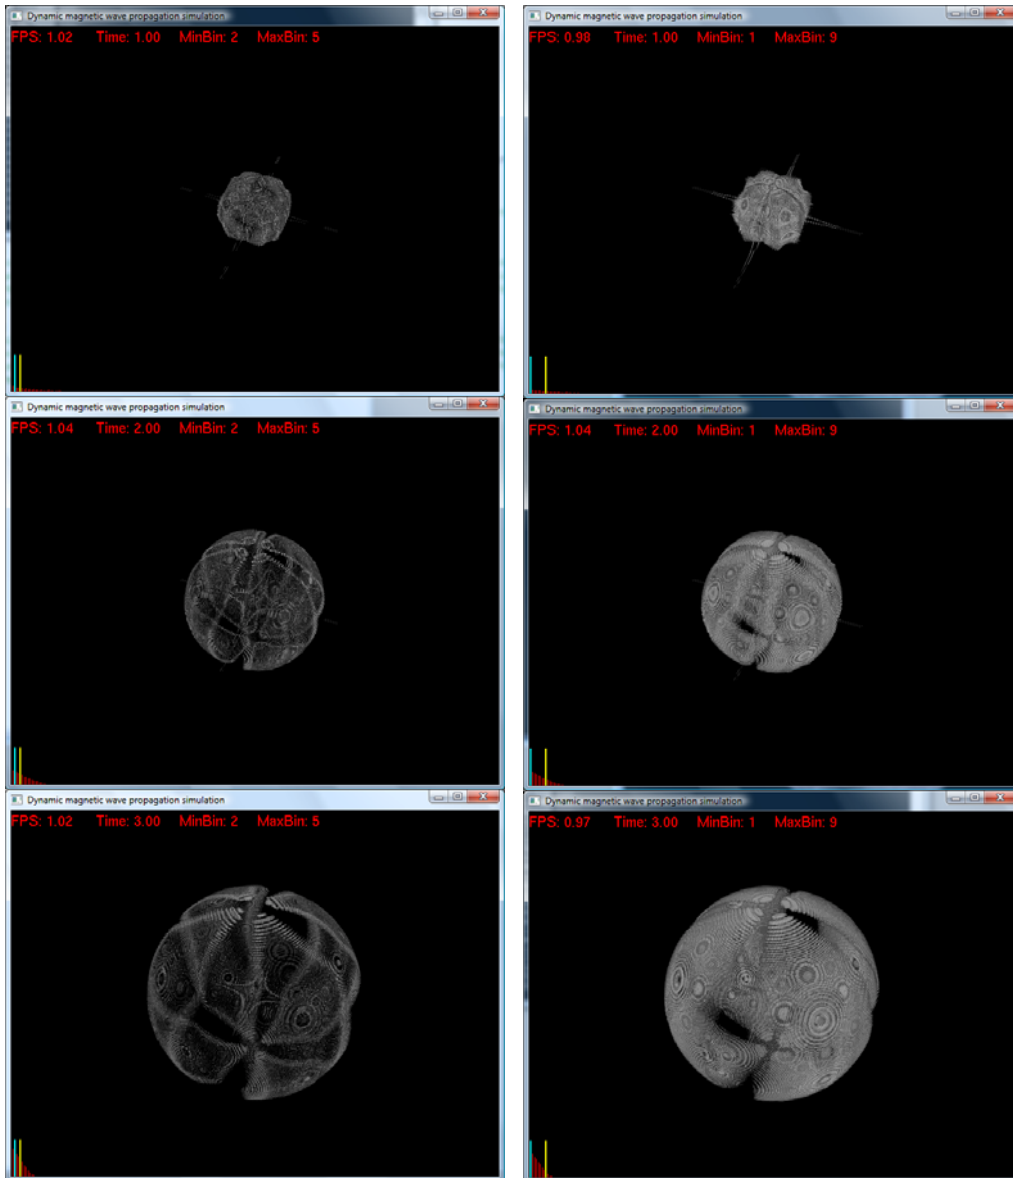 Dynamic magnetic wave propagation simulation
FPS: 1.02 Time: 1.00 MinBin: 2 MaxBin: 5
Dynamic magnetic wave propagation simulation
FPS: 0.98 Time: 1.00 MinBin: 1 MaxBin: 9
Dynamic magnetic wave propagation simulation
FPS: 1.04 Time: 2.00 MinBin: 2 MaxBin: 5
Dynamic magnetic wave propagation simulation
FPS: 1.04 Time: 2.00 MinBin: 1 MaxBin: 9
Dynamic magnetic wave propagation simulation
FPS: 1.02 Time: 3.00 MinBin: 2 MaxBin: 5
Dynamic magnetic wave propagation simulation
FPS: 0.97 Time: 3.00 MinBin: 1 MaxBin: 9